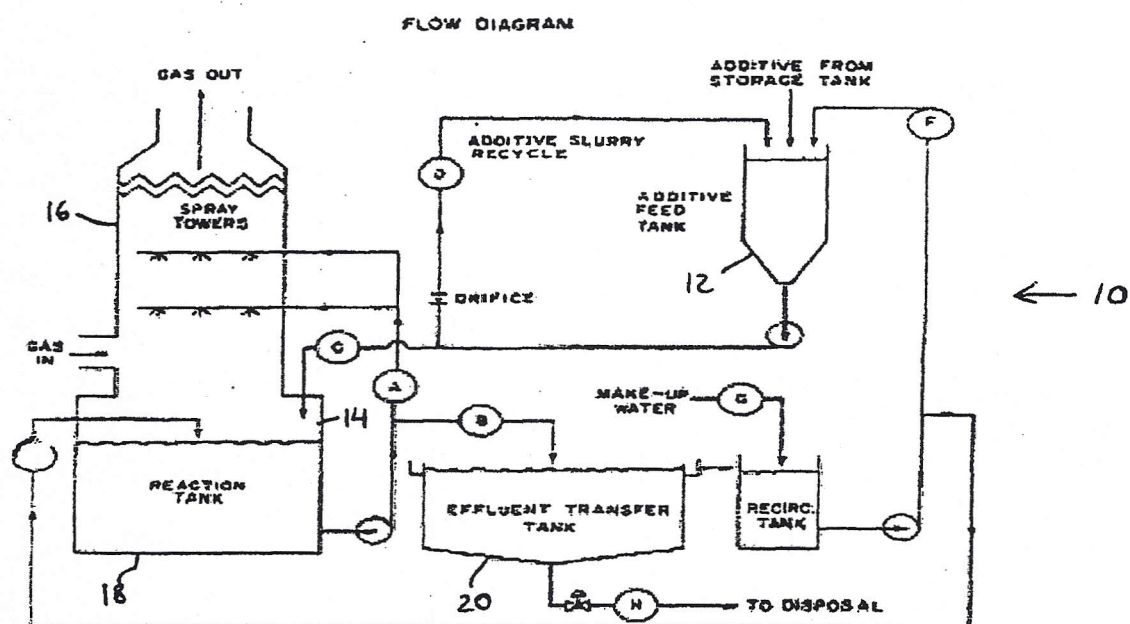 FLOW DIAGRAM
GAS OUT
ADDITIVE FROM
STORAGE TANK
F
ADDITIVE SLURRY
RECYCLE
D
16
SPRAY
TOWERS
ADDITIVE
FEED
TANK
12
ORIFICE
10
GAS
IN
C
A
MAKE-UP
WATER
G
14
B
REACTION
TANK
EFFLUENT TRANSFER
TANK
RECIRC.
TANK
18
20
H
TO DISPOSAL